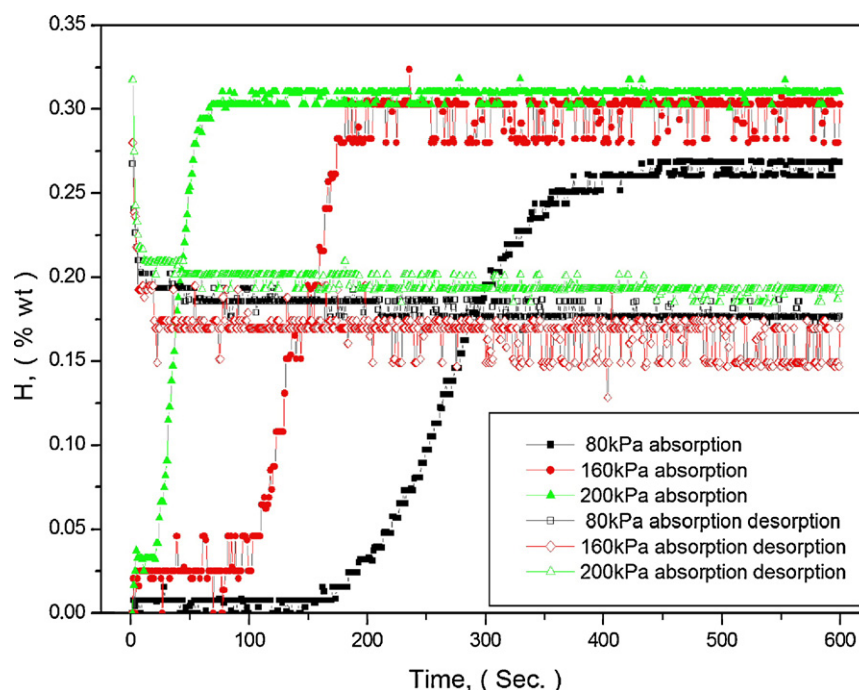 0.35
0.30
0.25
0.20
0.15
0.10
0.05
0.00
H, ( % wt)
0
100
200
300
400
500
600
Time, ( Sec. )
80kPa absorption
160kPa absorption
200kPa absorption
80kPa absorption desorption
160kPa absorption desorption
200kPa absorption desorption